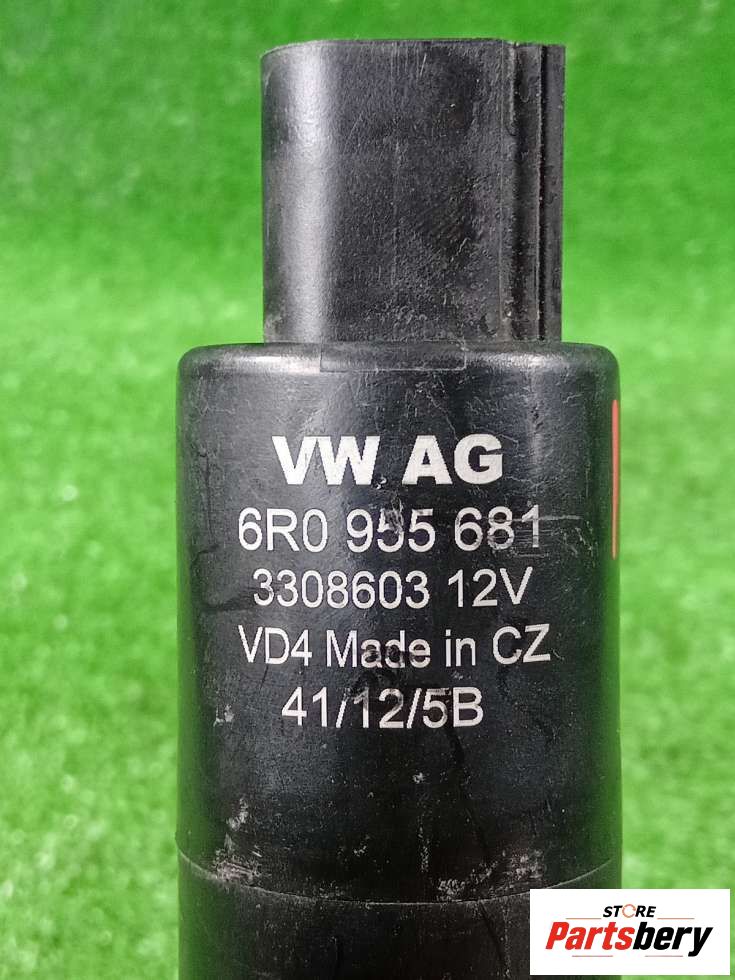 VW AG
6R0 955 681
3308603 12V
VD4 Made in CZ
41/12/5B
STORE
Partsbery